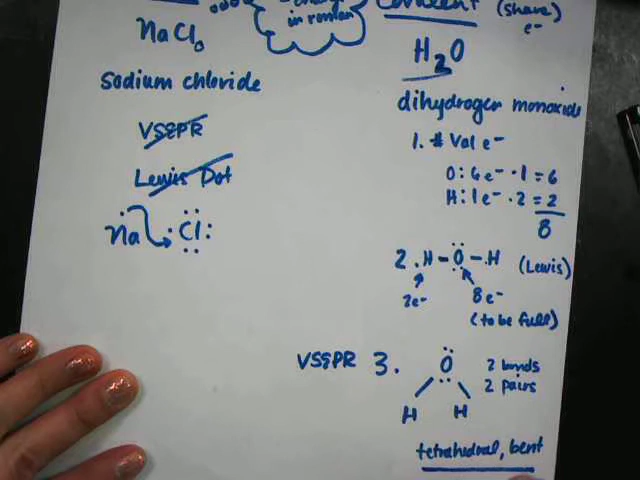 covalent (share)
e-
in roman
NaCl
H2O
Sodium chloride
dihydrogen monoxide
VSEPR
1. # Val e-
Lewis Dot
O: 6e- · 1 = 6
H: 1e- · 2 = 2
8
Na Cl
2. H - O - H (Lewis)
2e- 8e-
(to be full)
VSEPR 3. O 2 bonds
2 pairs
H H
tetrahedral, bent